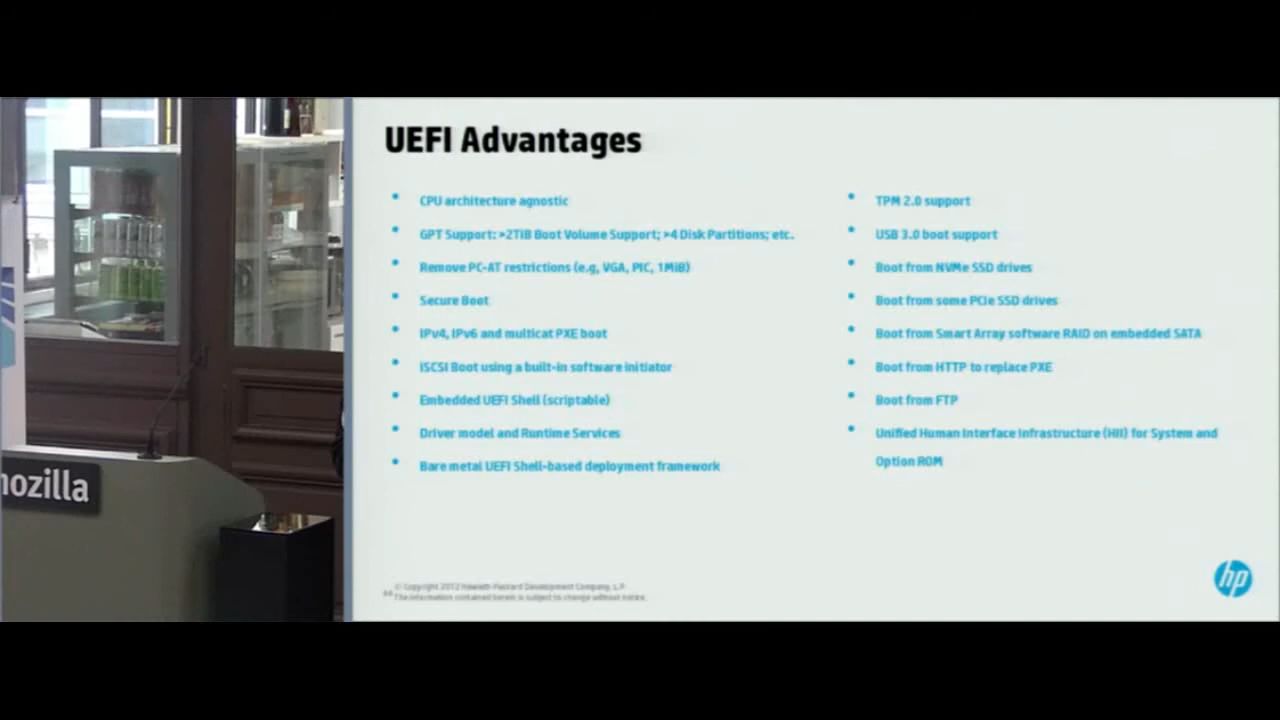 UEFI Advantages
CPU architecture agnostic
GPT Support: >2TiB Boot Volume Support; >4 Disk Partitions; etc.
Remove PC-AT restrictions (e.g, VGA, PIC, 1MiB)
Secure Boot
IPv4, IPv6 and multicat PXE boot
iSCSI Boot using a built-in software initiator
Embedded UEFI Shell (scriptable)
Driver model and Runtime Services
Bare metal UEFI Shell-based deployment framework
TPM 2.0 support
USB 3.0 boot support
Boot from NVMe SSD drives
Boot from some PCIe SSD drives
Boot from Smart Array software RAID on embedded SATA
Boot from HTTP to replace PXE
Boot from FTP
Unified Human Interface Infrastructure (HII) for System and
Option ROM
© Copyright 2012 Hewlett-Packard Development Company, L.P.
The information contained herein is subject to change without notice.
hp
mozilla